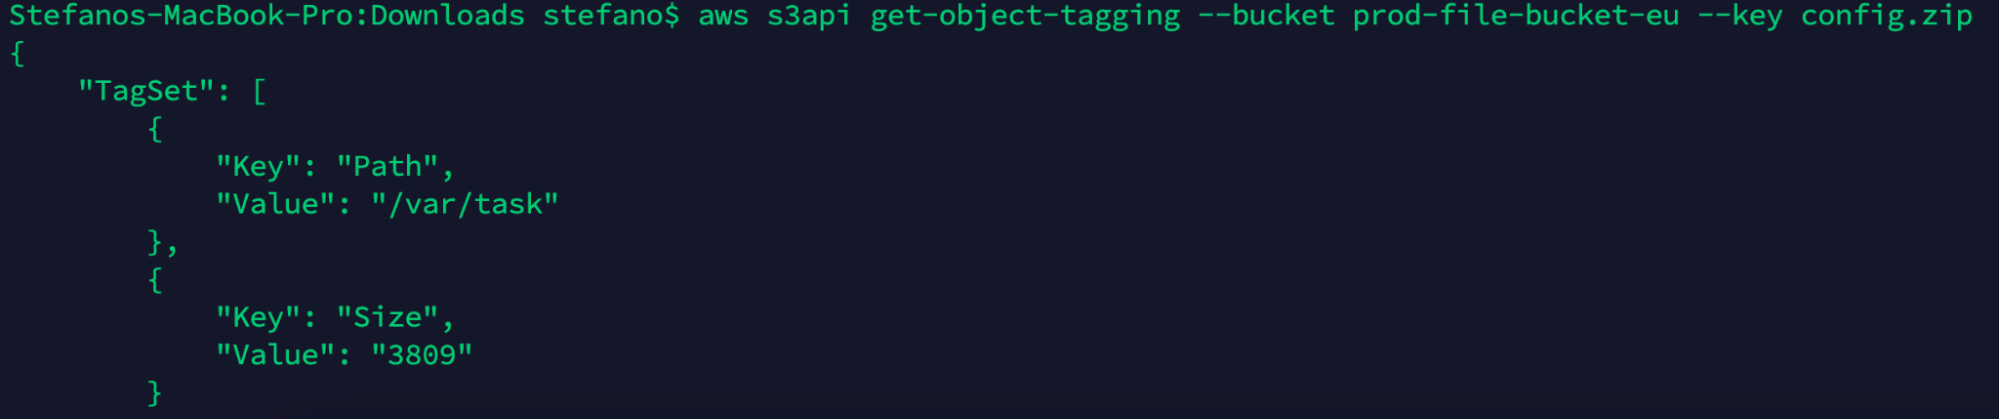 Stefanos-MacBook-Pro:Downloads stefano$ aws s3api get-object-tagging --bucket prod-file-bucket-eu --key config.zip
{
    "TagSet": [
        {
            "Key": "Path",
            "Value": "/var/task"
        },
        {
            "Key": "Size",
            "Value": "3809"
        }